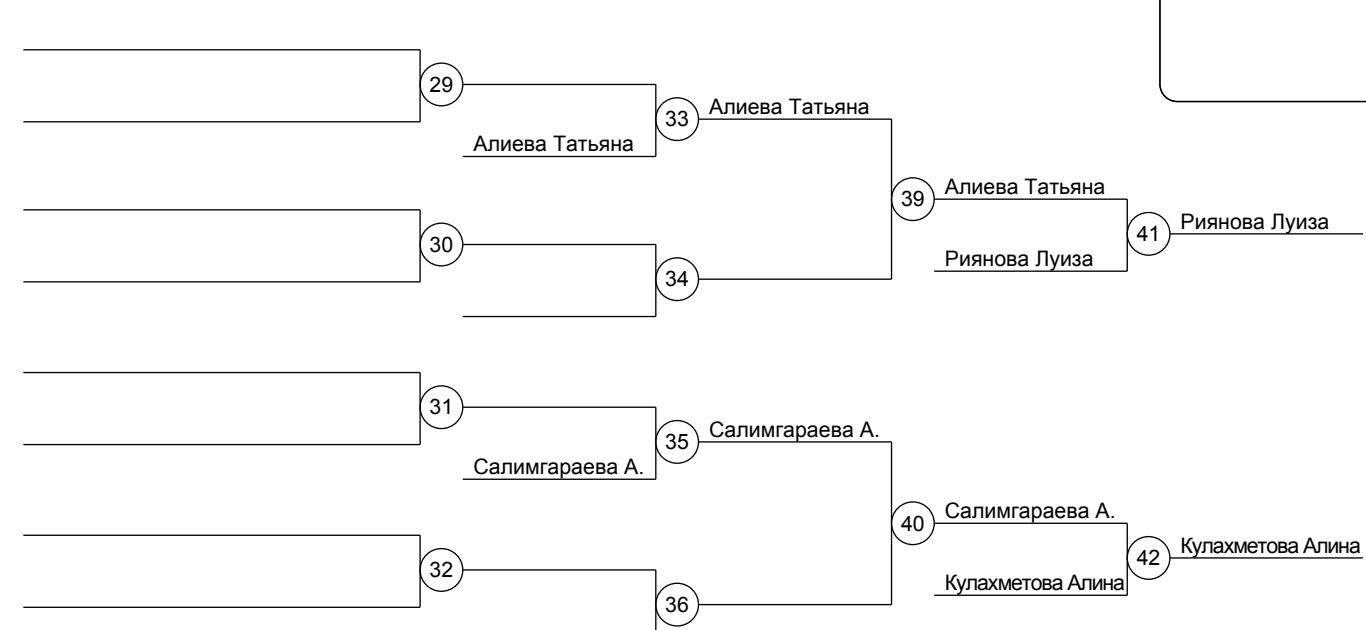 29
33 Алиева Татьяна
Алиева Татьяна
39 Алиева Татьяна
41 Риянова Луиза
30
Риянова Луиза
34
31
35 Салимгараева А.
Салимгараева А.
40 Салимгараева А.
42 Кулахметова Алина
32
Кулахметова Алина
36